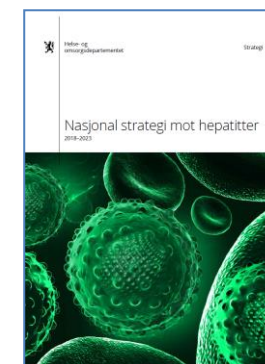 Helse- og
omsorgsdepartementet
Strategi
Nasjonal strategi mot hepatitter
2018–2023